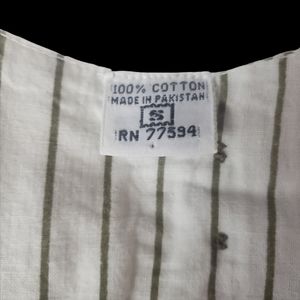 100% COTTON
MADE IN PAKISTAN
S
RN 77594